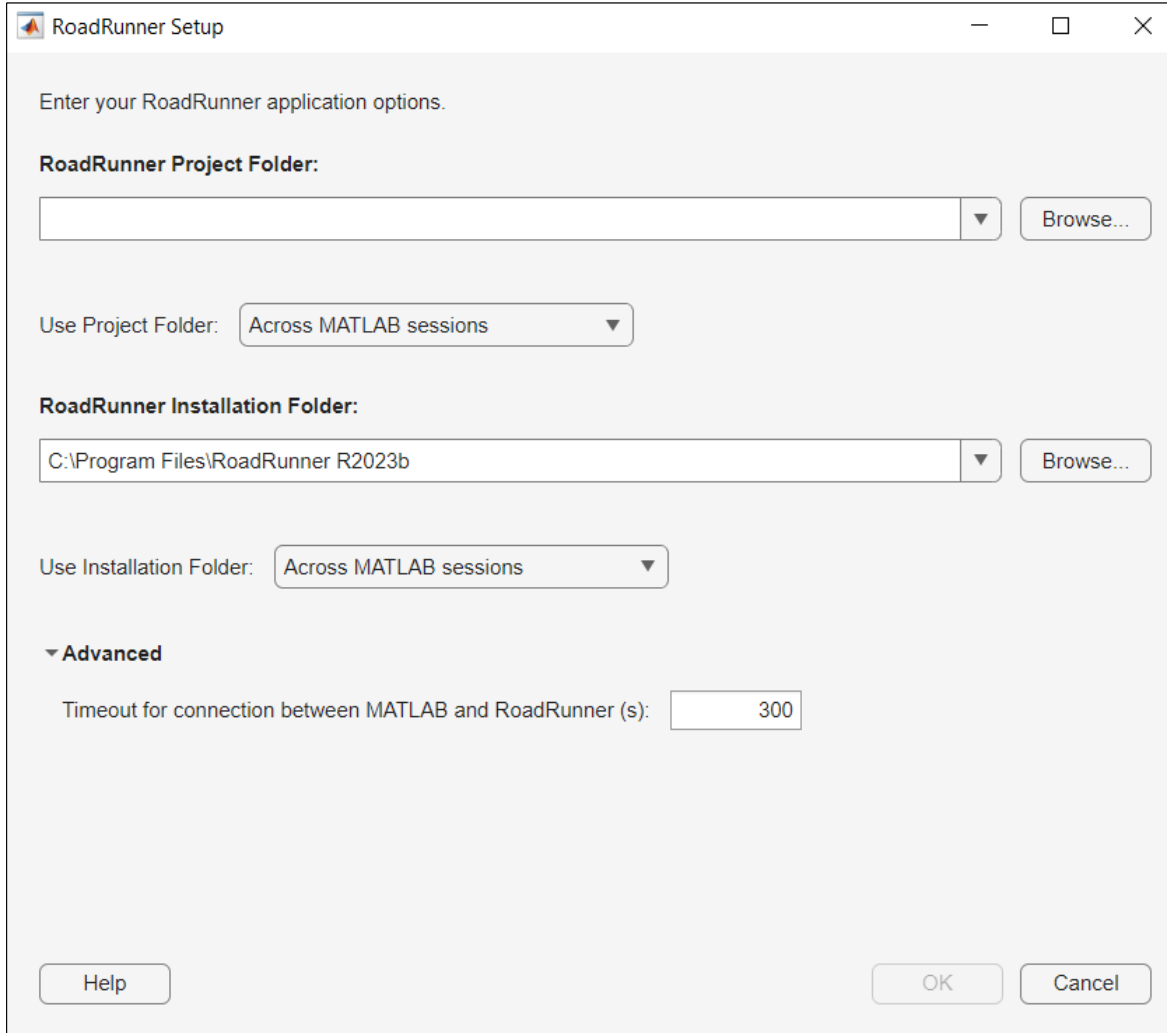 RoadRunner Setup
Enter your RoadRunner application options.
RoadRunner Project Folder:
Browse...
Use Project Folder: Across MATLAB sessions
RoadRunner Installation Folder:
C:\Program Files\RoadRunner R2023b Browse...
Use Installation Folder: Across MATLAB sessions
Advanced
Timeout for connection between MATLAB and RoadRunner (s): 300
Help OK Cancel